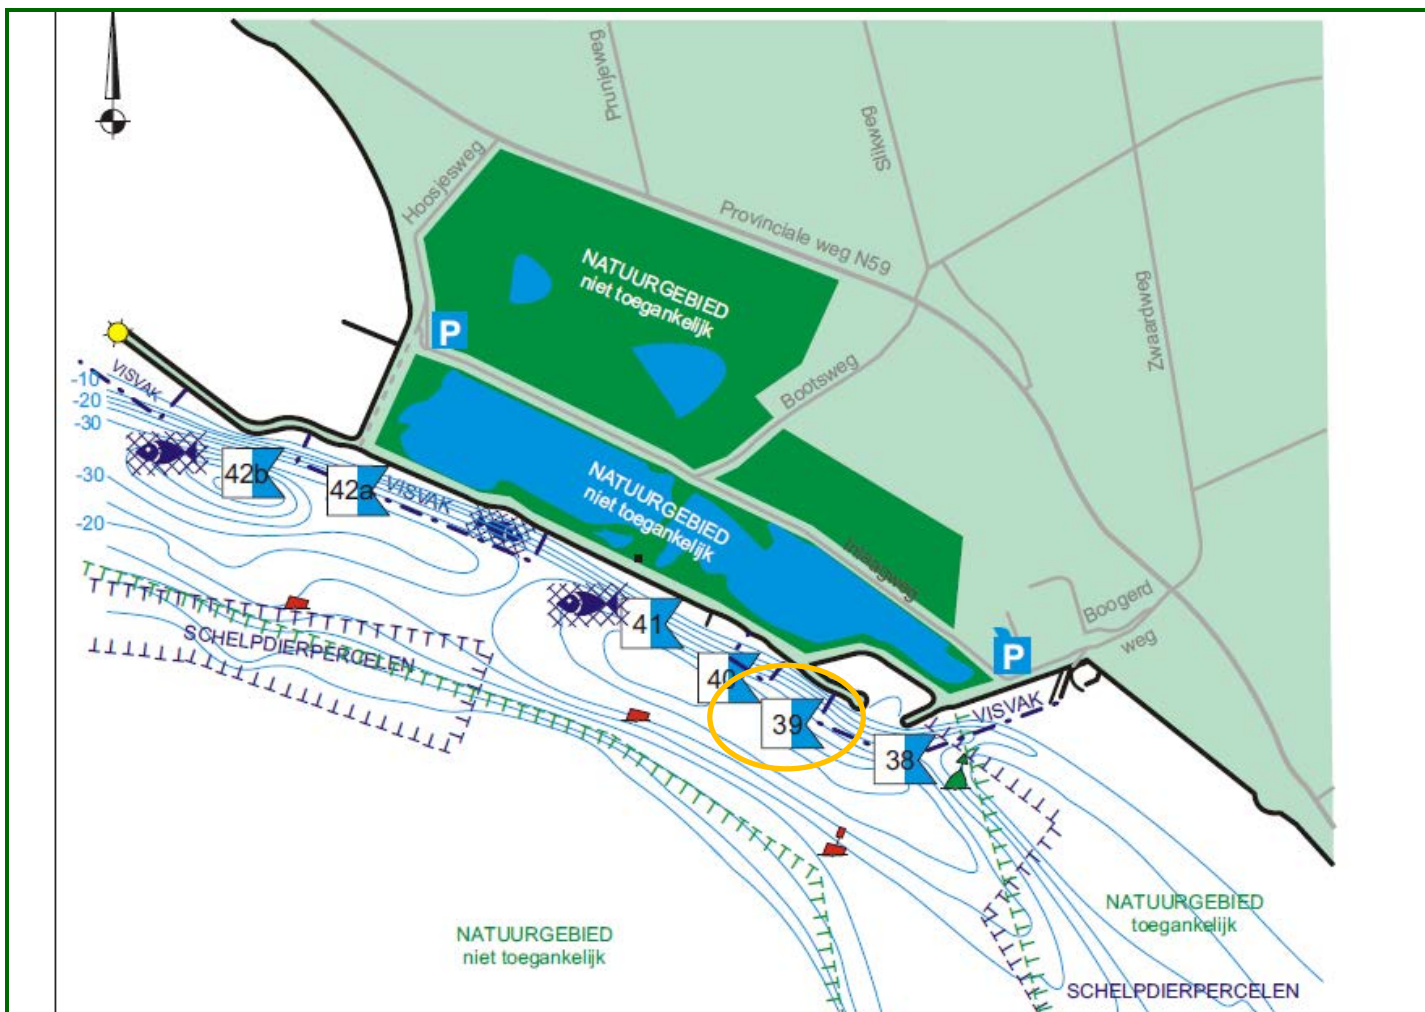 Prunjeweg
Slikweg
Hoosjesweg
Provinciale weg N59
NATUURGEBIED
niet toegankelijk
Zwaardweg
P
Bootsweg
VISVAK
-10
-20
-30
42b
42a
VISVAK
-30
-20
NATUURGEBIED
niet toegankelijk
Inlaagweg
Boogerd
weg
41
P
SCHELPDIERPERCELEN
40
39
VISVAK
38
NATUURGEBIED
toegankelijk
NATUURGEBIED
niet toegankelijk
SCHELPDIERPERCELEN